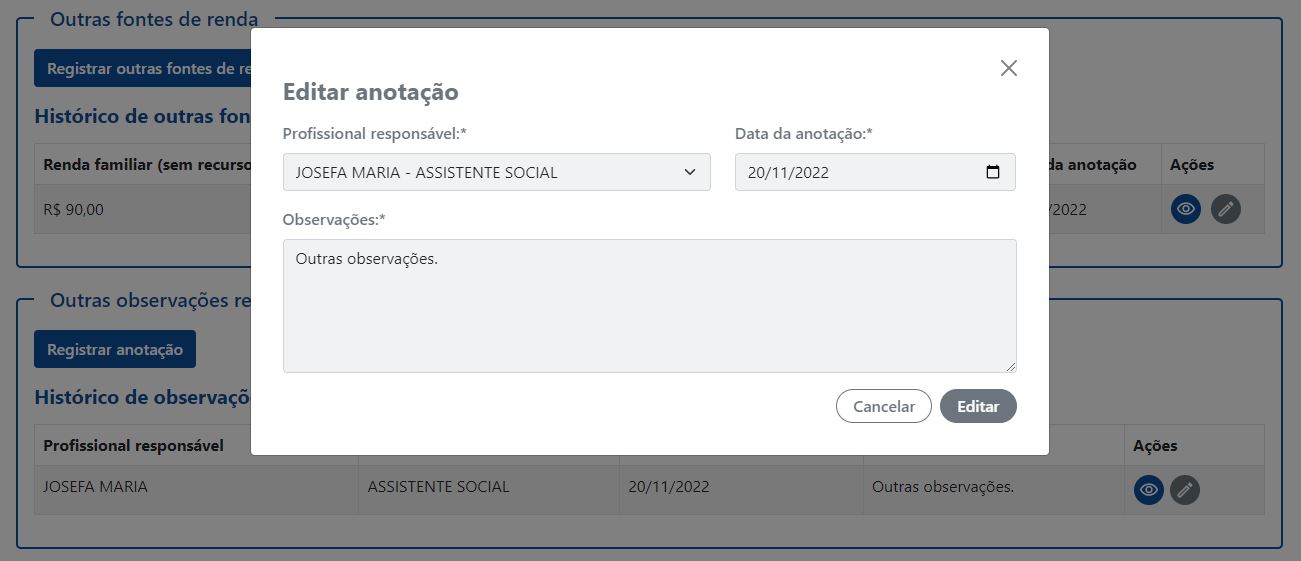 Outras fontes de renda
Registrar outras fontes de re
Histórico de outras fon
Renda familiar (sem recurso
da anotação
Ações
R$ 90,00
/2022
Editar anotação
Profissional responsável:*
Data da anotação:*
JOSEFA MARIA - ASSISTENTE SOCIAL
20/11/2022
Observações:*
Outras observações.
Cancelar
Editar
Outras observações re
Registrar anotação
Histórico de observaçõ
Profissional responsável
Ações
JOSEFA MARIA
ASSISTENTE SOCIAL
20/11/2022
Outras observações.